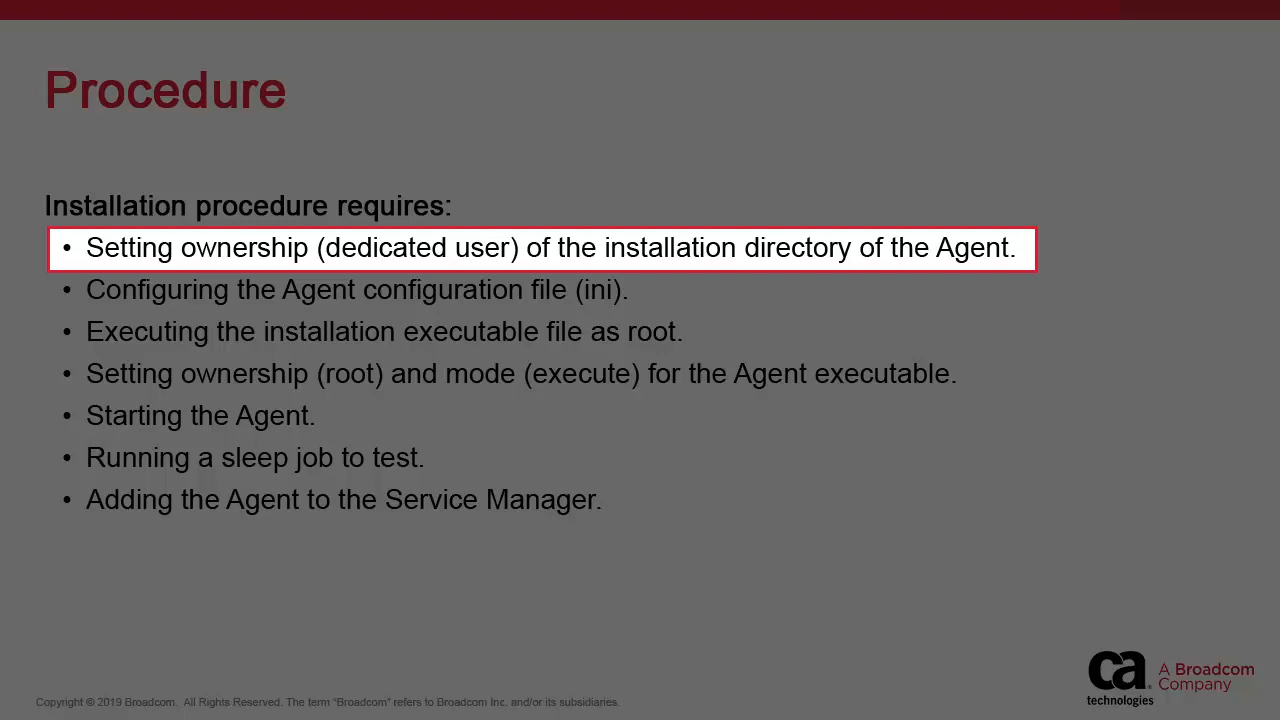 Procedure
Installation procedure requires:
• Setting ownership (dedicated user) of the installation directory of the Agent.
• Configuring the Agent configuration file (ini).
• Executing the installation executable file as root.
• Setting ownership (root) and mode (execute) for the Agent executable.
• Starting the Agent.
• Running a sleep job to test.
• Adding the Agent to the Service Manager.
ca
technologies
A Broadcom
Company
Copyright © 2019 Broadcom. All Rights Reserved. The term “Broadcom” refers to Broadcom Inc. and/or its subsidiaries.